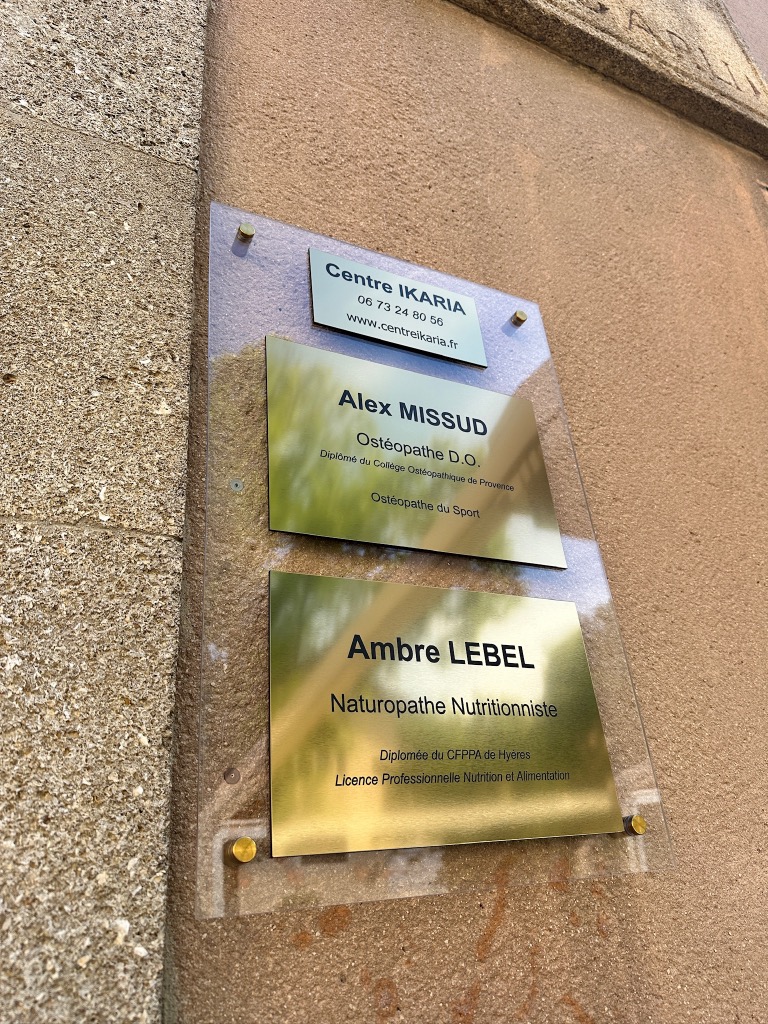 Centre IKARIA
06 73 24 80 56
www.centreikaria.fr
Alex MISSUD
Ostéopathe D.O.
Diplômé du Collège Ostéopathique de Provence
Ostéopathe du Sport
Ambre LEBEL
Naturopathe Nutritionniste
Diplomée du CFPPA de Hyères
Licence Professionnelle Nutrition et Alimentation